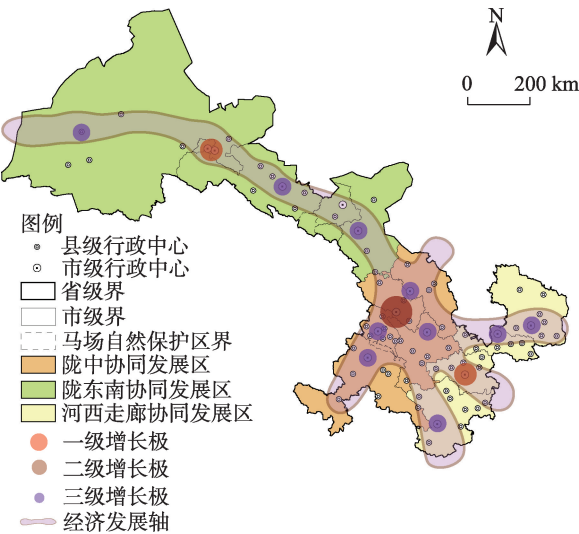 N
0 200 km
图例
县级行政中心
市级行政中心
省级界
市级界
马场自然保护区界
陇中协同发展区
陇东南协同发展区
河西走廊协同发展区
一级增长极
二级增长极
三级增长极
经济发展轴